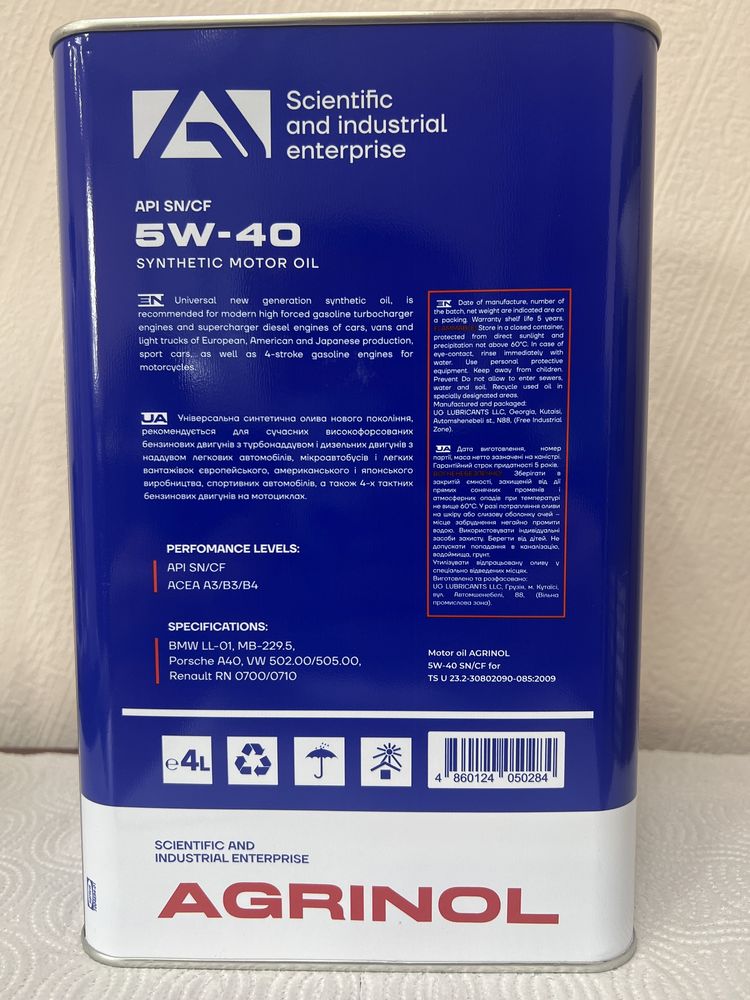 Scientific
and industrial
enterprise
API SN/CF
5W-40
SYNTHETIC MOTOR OIL
EN Universal new generation synthetic oil, is
recommended for modern high forced gasoline turbocharger
engines and supercharger diesel engines of cars, vans and
light trucks of European, American and Japanese production,
sport cars, as well as 4-stroke gasoline engines for
motorcycles.
UA Універсальна синтетична олива нового покоління,
рекомендується для сучасних високофорсованих
бензинових двигунів з турбонаддувом і дизельних двигунів з
наддувом легкових автомобілів, мікроавтобусів і легких
вантажівок європейського, американського і японського
виробництва, спортивних автомобілів, а також 4-х тактних
бензинових двигунів на мотоциклах.
PERFOMANCE LEVELS:
API SN/CF
ACEA A3/B3/B4
SPECIFICATIONS:
BMW LL-01, MB-229.5,
Porsche A40, VW 502.00/505.00,
Renault RN 0700/0710
EN Date of manufacture, number of
the batch, net weight are indicated are on
a packing. Warranty shelf life 5 years.
FLAMMABLE! Store in a closed container,
protected from direct sunlight and
precipitation not above 60°C. In case of
eye-contact, rinse immediately with
water. Use personal protective
equipment. Keep away from children.
Prevent Do not allow to enter sewers,
water and soil. Recycle used oil in
specially designated areas.
Manufactured and packaged:
UG LUBRICANTS LLC, Georgia, Kutaisi,
Automshenebeli st., N88, (Free Industrial
Zone).
UA Дата виготовлення, номер
партії, маса нетто зазначені на каністрі.
Гарантійний строк придатності 5 років.
ВОГНЕНЕБЕЗПЕЧНО! Зберігати в
закритій ємності, захищеній від дії
прямих сонячних променів і
атмосферних опадів при температурі
не вище 60°С. У разі потрапляння оливи
на шкіру або слизову оболонку очей –
місце забруднення негайно промити
водою. Використовувати індивідуальні
засоби захисту. Берегти від дітей. Не
допускати попадання в каналізацію,
водоймища, грунт.
Утилізувати відпрацьовану оливу у
спеціально відведених місцях.
Виготовлено та розфасовано:
UG LUBRICANTS LLC, Грузія, м. Кутаїсі,
вул. Автомшенебелі, 88, (Вільна
промислова зона).
Motor oil AGRINOL
5W-40 SN/CF for
TS U 23.2-30802090-085:2009
e 4L
4 860124 050284
SCIENTIFIC AND
INDUSTRIAL ENTERPRISE
AGRINOL